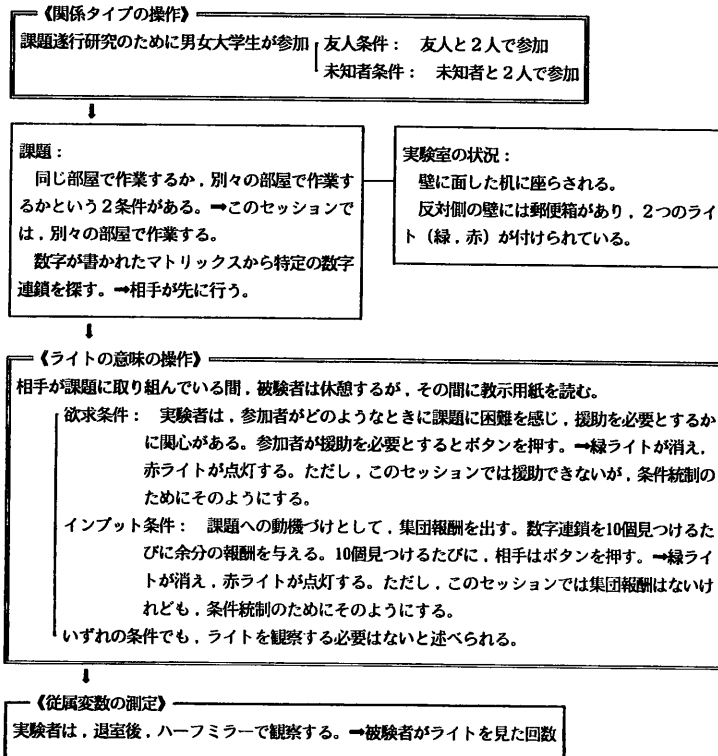 《関係タイプの操作》
課題遂行研究のために男女大学生が参加 友人条件： 友人と２人で参加
未知者条件： 未知者と２人で参加
課題：
同じ部屋で作業するか，別々の部屋で作業す
るかという２条件がある。➡このセッションで
は，別々の部屋で作業する。
数字が書かれたマトリックスから特定の数字
連鎖を探す。➡相手が先に行う。
実験室の状況：
壁に面した机に座らされる。
反対側の壁には郵便箱があり，２つのライ
ト（緑，赤）が付けられている。
《ライトの意味の操作》
相手が課題に取り組んでいる間，被験者は休憩するが，その間に教示用紙を読む。
欲求条件： 実験者は，参加者がどのようなときに課題に困難を感じ，援助を必要とするか
に関心がある。参加者が援助を必要とするとボタンを押す。➡緑ライトが消え，
赤ライトが点灯する。ただし，このセッションでは援助できないが，条件統制の
ためにそのようにする。
インプット条件： 課題への動機づけとして，集団報酬を出す。数字連鎖を10個見つけるた
びに余分の報酬を与える。10個見つけるたびに，相手はボタンを押す。➡緑ライ
トが消え，赤ライトが点灯する。ただし，このセッションでは集団報酬はないけ
れども，条件統制のためにそのようにする。
いずれの条件でも，ライトを観察する必要はないと述べられる。
《従属変数の測定》
実験者は，退室後，ハーフミラーで観察する。➡被験者がライトを見た回数